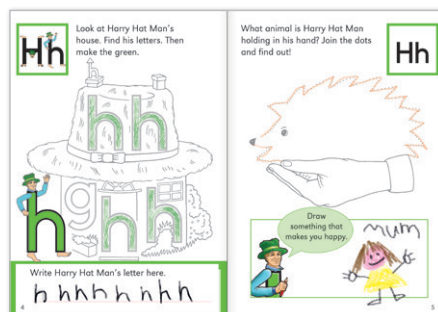 Hh
Look at Harry Hat Man's
house. Find his letters. Then
make the green.
h h
h g h h
Write Harry Hat Man's letter here.
h h h h h h h h
4
What animal is Harry Hat Man
holding in his hand? Join the dots
and find out!
Hh
Draw
something that
makes you happy.
mum
5